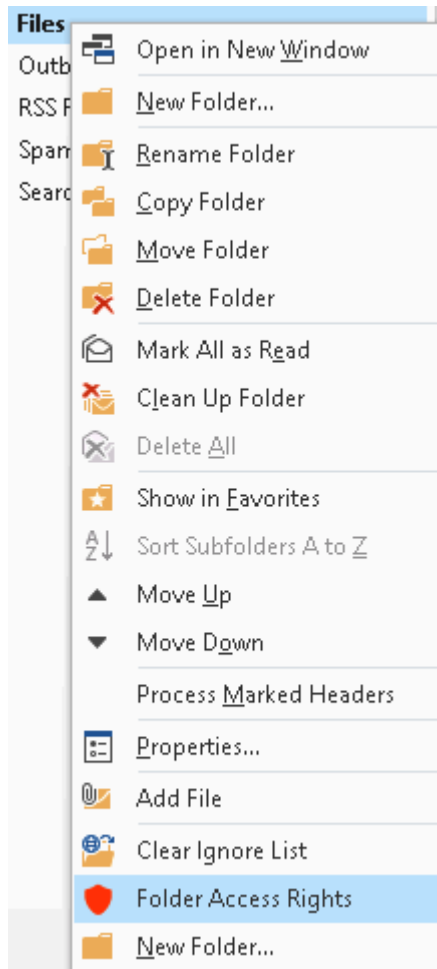 Files
Open in New Window
Outb
New Folder...
RSS F
Rename Folder
Spam
Copy Folder
Searc
Move Folder
Delete Folder
Mark All as Read
Clean Up Folder
Delete All
Show in Favorites
Sort Subfolders A to Z
Move Up
Move Down
Process Marked Headers
Properties...
Add File
Clear Ignore List
Folder Access Rights
New Folder...